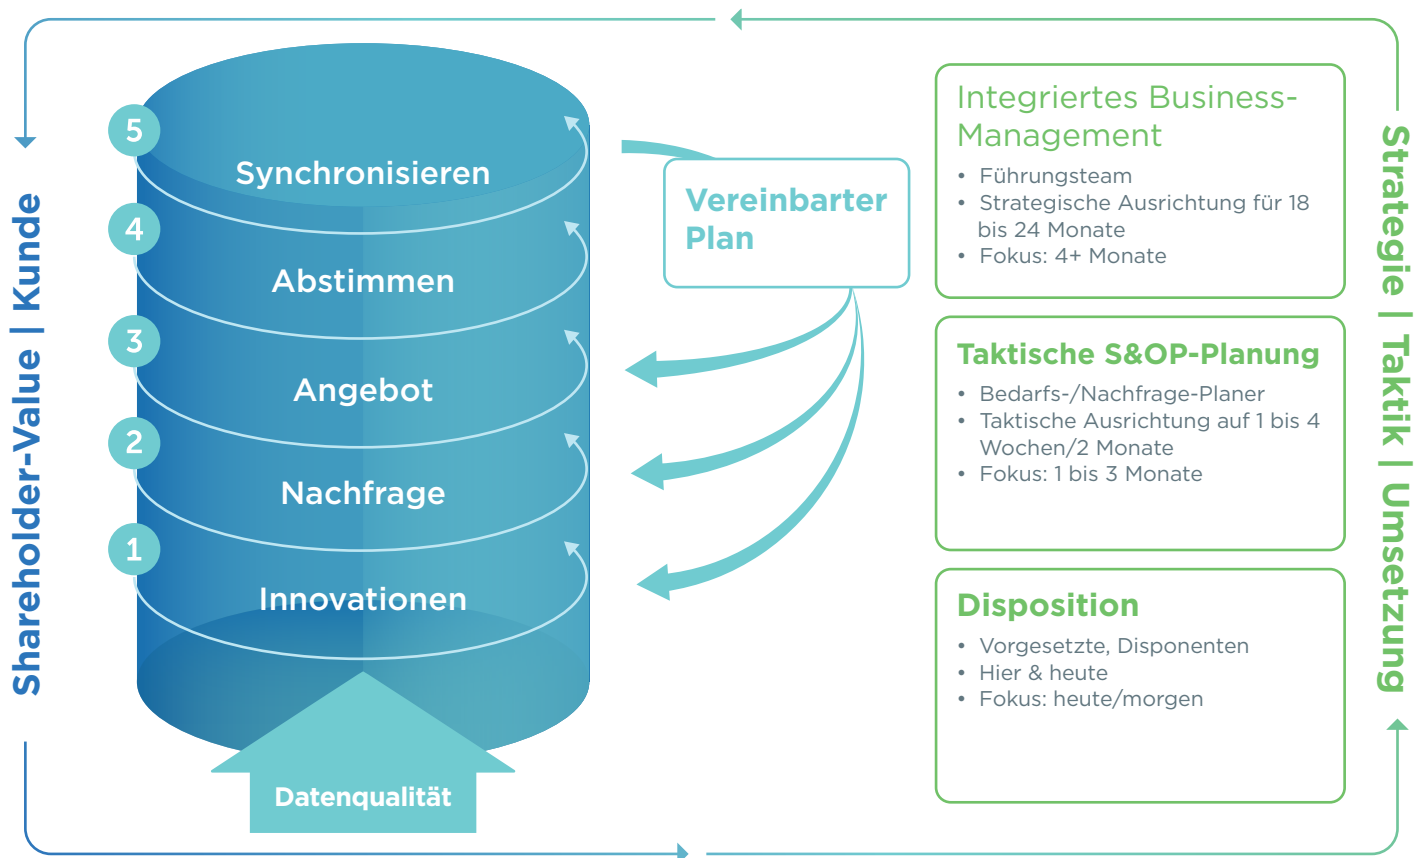 Shareholder-Value | Kunde
5
Synchronisieren
4
Abstimmen
3
Angebot
2
Nachfrage
1
Innovationen
Datenqualität
Vereinbarter
Plan
Integriertes Business-
Management
• Führungsteam
• Strategische Ausrichtung für 18
bis 24 Monate
• Fokus: 4+ Monate
Taktische S&OP-Planung
• Bedarfs-/Nachfrage-Planer
• Taktische Ausrichtung auf 1 bis 4
Wochen/2 Monate
• Fokus: 1 bis 3 Monate
Disposition
• Vorgesetzte, Disponenten
• Hier & heute
• Fokus: heute/morgen
Strategie | Taktik | Umsetzung